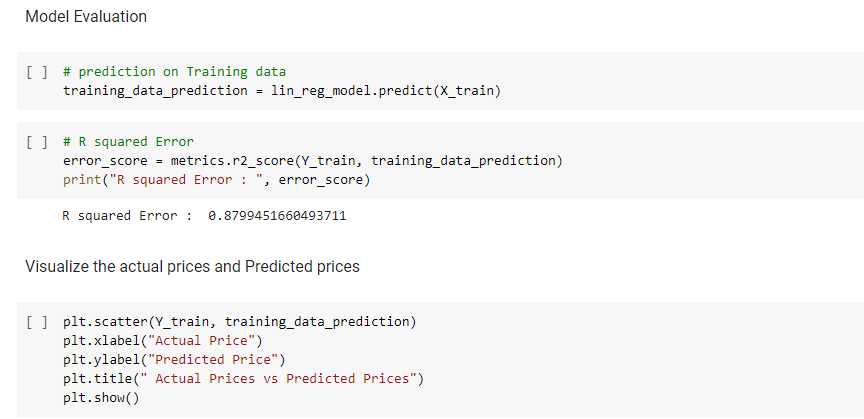 Model Evaluation
[ ] # prediction on Training data
training_data_prediction = lin_reg_model.predict(X_train)
[ ] # R squared Error
error_score = metrics.r2_score(Y_train, training_data_prediction)
print("R squared Error : ", error_score)
R squared Error :  0.8799451660493711
Visualize the actual prices and Predicted prices
[ ] plt.scatter(Y_train, training_data_prediction)
plt.xlabel("Actual Price")
plt.ylabel("Predicted Price")
plt.title(" Actual Prices vs Predicted Prices")
plt.show()